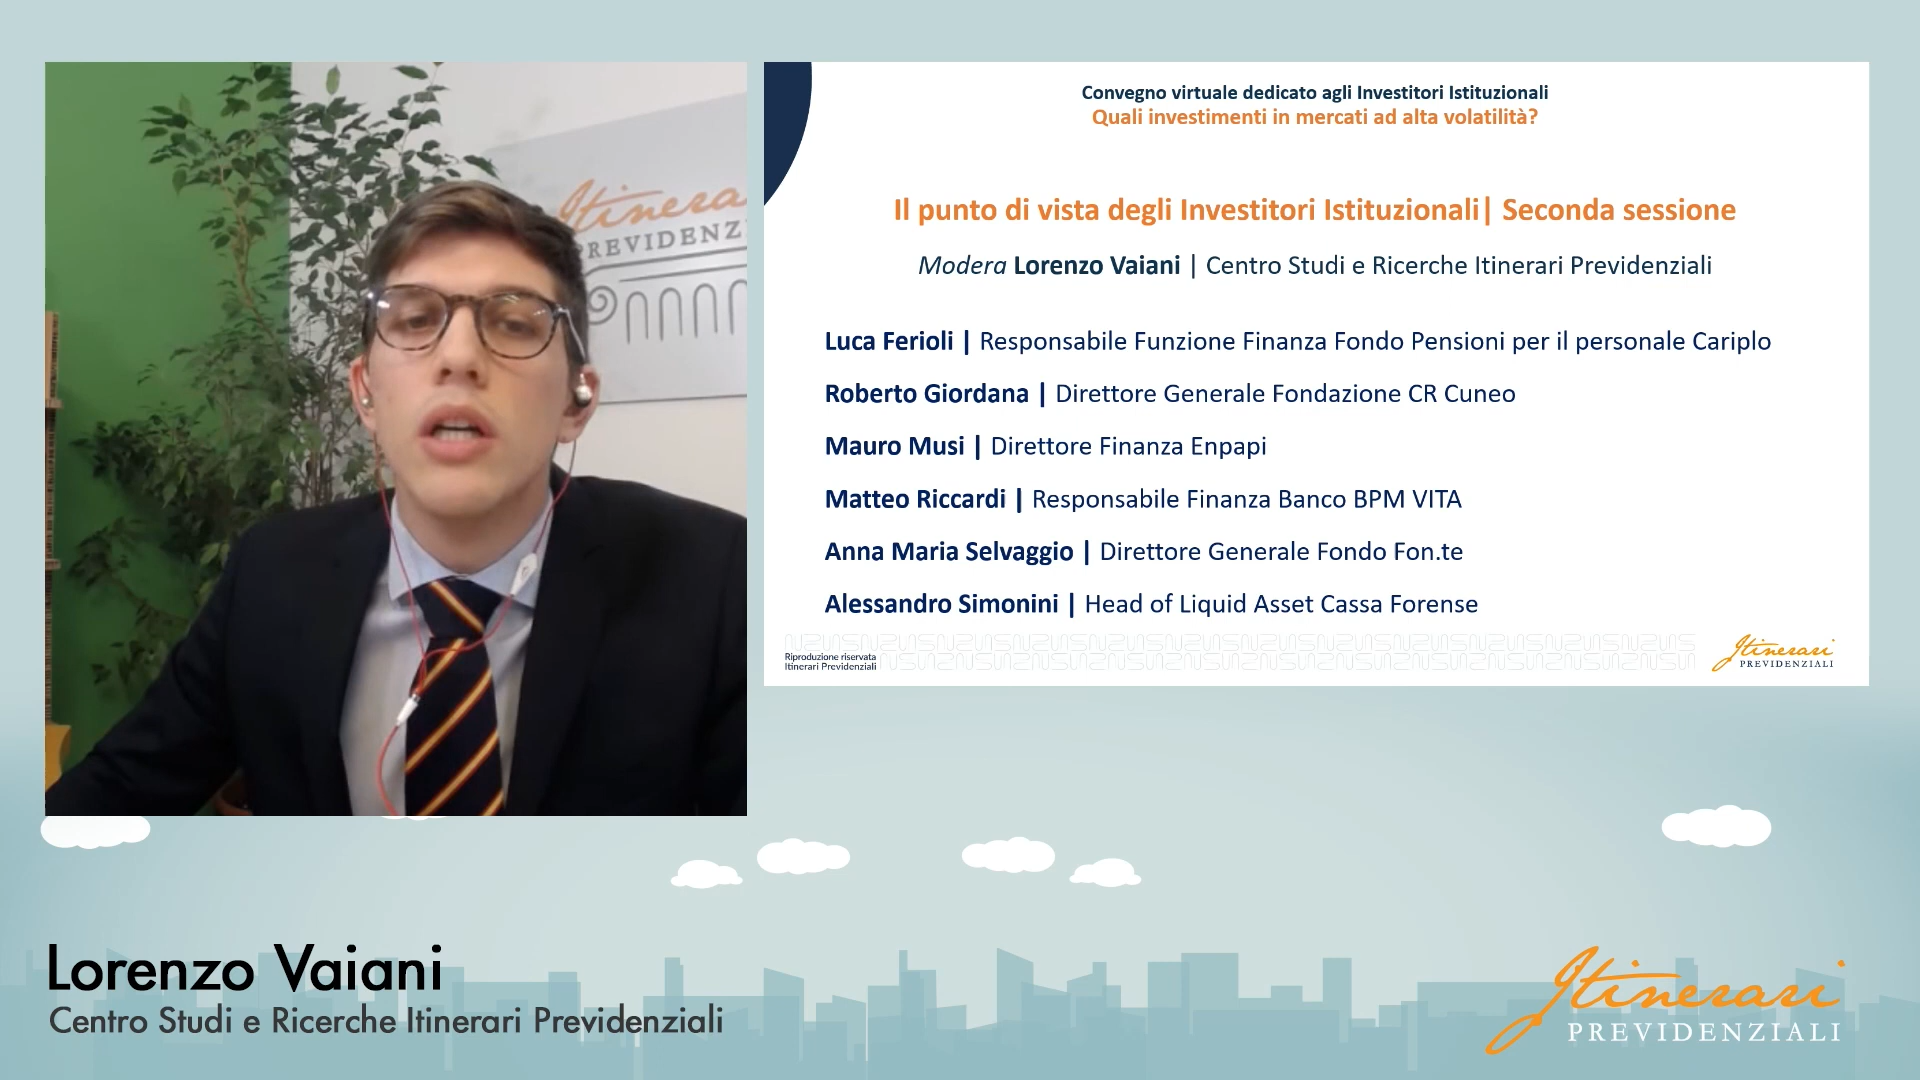 Itinera
PREVIDENZ
Convegno virtuale dedicato agli Investitori Istituzionali
Quali investimenti in mercati ad alta volatilità?
Il punto di vista degli Investitori Istituzionali| Seconda sessione
Modera Lorenzo Vaiani | Centro Studi e Ricerche Itinerari Previdenziali
Luca Ferioli | Responsabile Funzione Finanza Fondo Pensioni per il personale Cariplo
Roberto Giordana | Direttore Generale Fondazione CR Cuneo
Mauro Musi | Direttore Finanza Enpapi
Matteo Riccardi | Responsabile Finanza Banco BPM VITA
Anna Maria Selvaggio | Direttore Generale Fondo Fon.te
Alessandro Simonini | Head of Liquid Asset Cassa Forense
Riproduzione riservata
Itinerari Previdenziali
Itinerari
PREVIDENZIALI
Lorenzo Vaiani
Centro Studi e Ricerche Itinerari Previdenziali
Itinerari
PREVIDENZIALI